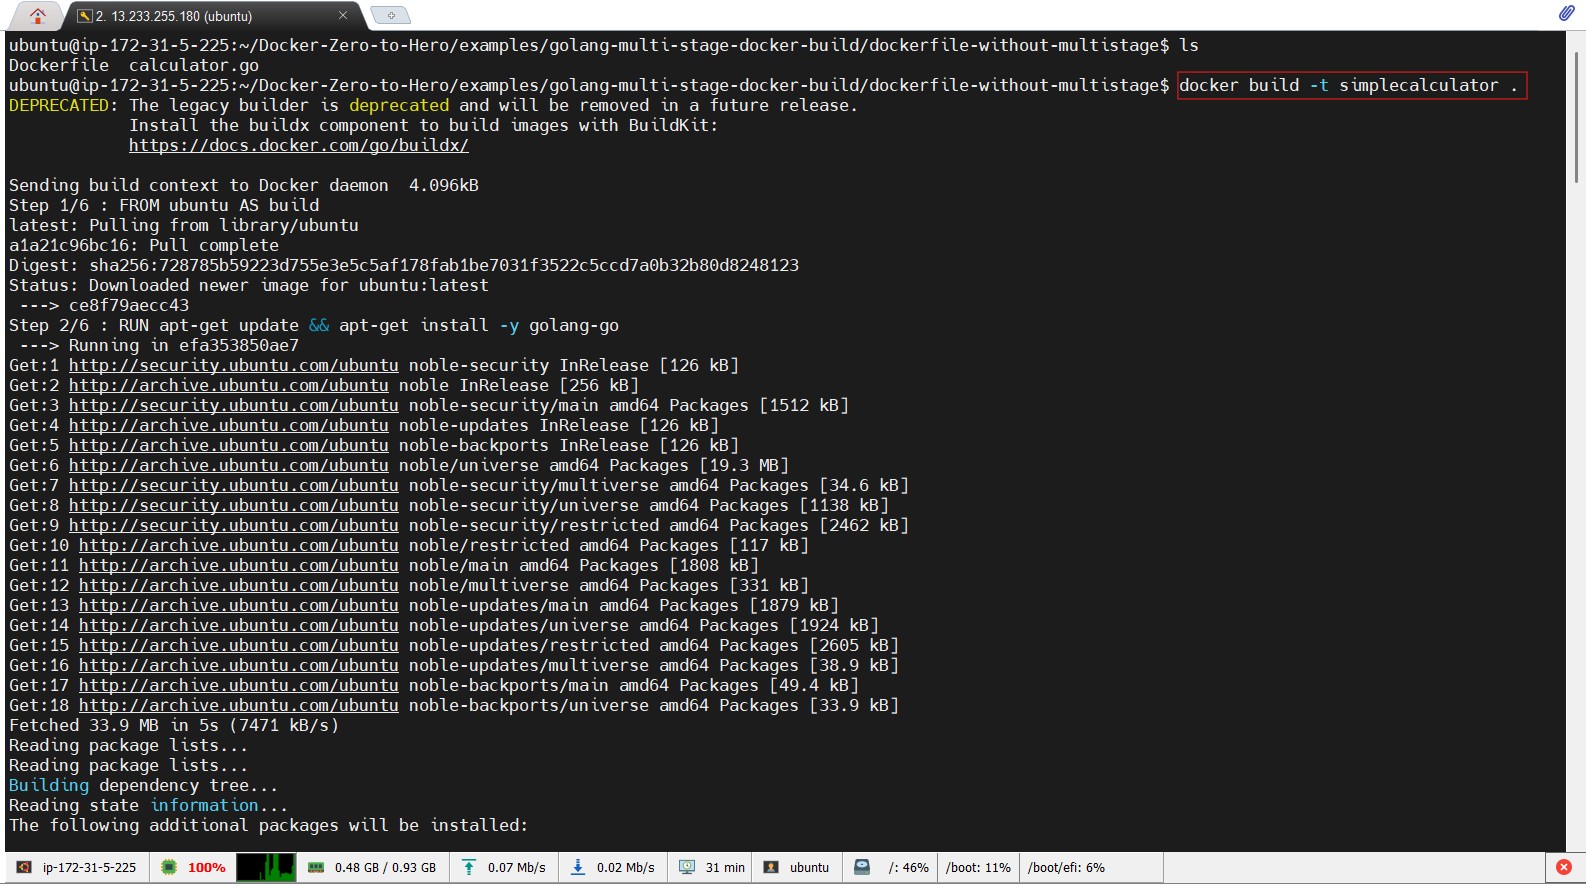 2. 13.233.255.180 (ubuntu)
ubuntu@ip-172-31-5-225:~/Docker-Zero-to-Hero/examples/golang-multi-stage-docker-build/dockerfile-without-multistage$ ls
Dockerfile  calculator.go
ubuntu@ip-172-31-5-225:~/Docker-Zero-to-Hero/examples/golang-multi-stage-docker-build/dockerfile-without-multistage$ docker build -t simplecalculator .
DEPRECATED: The legacy builder is deprecated and will be removed in a future release.
            Install the buildx component to build images with BuildKit:
            https://docs.docker.com/go/buildx/
Sending build context to Docker daemon  4.096kB
Step 1/6 : FROM ubuntu AS build
latest: Pulling from library/ubuntu
a1a21c96bc16: Pull complete
Digest: sha256:728785b59223d755e3e5c5af178fab1be7031f3522c5ccd7a0b32b80d8248123
Status: Downloaded newer image for ubuntu:latest
 ---> ce8f79aecc43
Step 2/6 : RUN apt-get update && apt-get install -y golang-go
 ---> Running in efa353850ae7
Get:1 http://security.ubuntu.com/ubuntu noble-security InRelease [126 kB]
Get:2 http://archive.ubuntu.com/ubuntu noble InRelease [256 kB]
Get:3 http://security.ubuntu.com/ubuntu noble-security/main amd64 Packages [1512 kB]
Get:4 http://archive.ubuntu.com/ubuntu noble-updates InRelease [126 kB]
Get:5 http://archive.ubuntu.com/ubuntu noble-backports InRelease [126 kB]
Get:6 http://archive.ubuntu.com/ubuntu noble/universe amd64 Packages [19.3 MB]
Get:7 http://security.ubuntu.com/ubuntu noble-security/multiverse amd64 Packages [34.6 kB]
Get:8 http://security.ubuntu.com/ubuntu noble-security/universe amd64 Packages [1138 kB]
Get:9 http://security.ubuntu.com/ubuntu noble-security/restricted amd64 Packages [2462 kB]
Get:10 http://archive.ubuntu.com/ubuntu noble/restricted amd64 Packages [117 kB]
Get:11 http://archive.ubuntu.com/ubuntu noble/main amd64 Packages [1808 kB]
Get:12 http://archive.ubuntu.com/ubuntu noble/multiverse amd64 Packages [331 kB]
Get:13 http://archive.ubuntu.com/ubuntu noble-updates/main amd64 Packages [1879 kB]
Get:14 http://archive.ubuntu.com/ubuntu noble-updates/universe amd64 Packages [1924 kB]
Get:15 http://archive.ubuntu.com/ubuntu noble-updates/restricted amd64 Packages [2605 kB]
Get:16 http://archive.ubuntu.com/ubuntu noble-updates/multiverse amd64 Packages [38.9 kB]
Get:17 http://archive.ubuntu.com/ubuntu noble-backports/main amd64 Packages [49.4 kB]
Get:18 http://archive.ubuntu.com/ubuntu noble-backports/universe amd64 Packages [33.9 kB]
Fetched 33.9 MB in 5s (7471 kB/s)
Reading package lists...
Reading package lists...
Building dependency tree...
Reading state information...
The following additional packages will be installed:
ip-172-31-5-225 100% 0.48 GB / 0.93 GB 0.07 Mb/s 0.02 Mb/s 31 min ubuntu /: 46% /boot: 11% /boot/efi: 6%